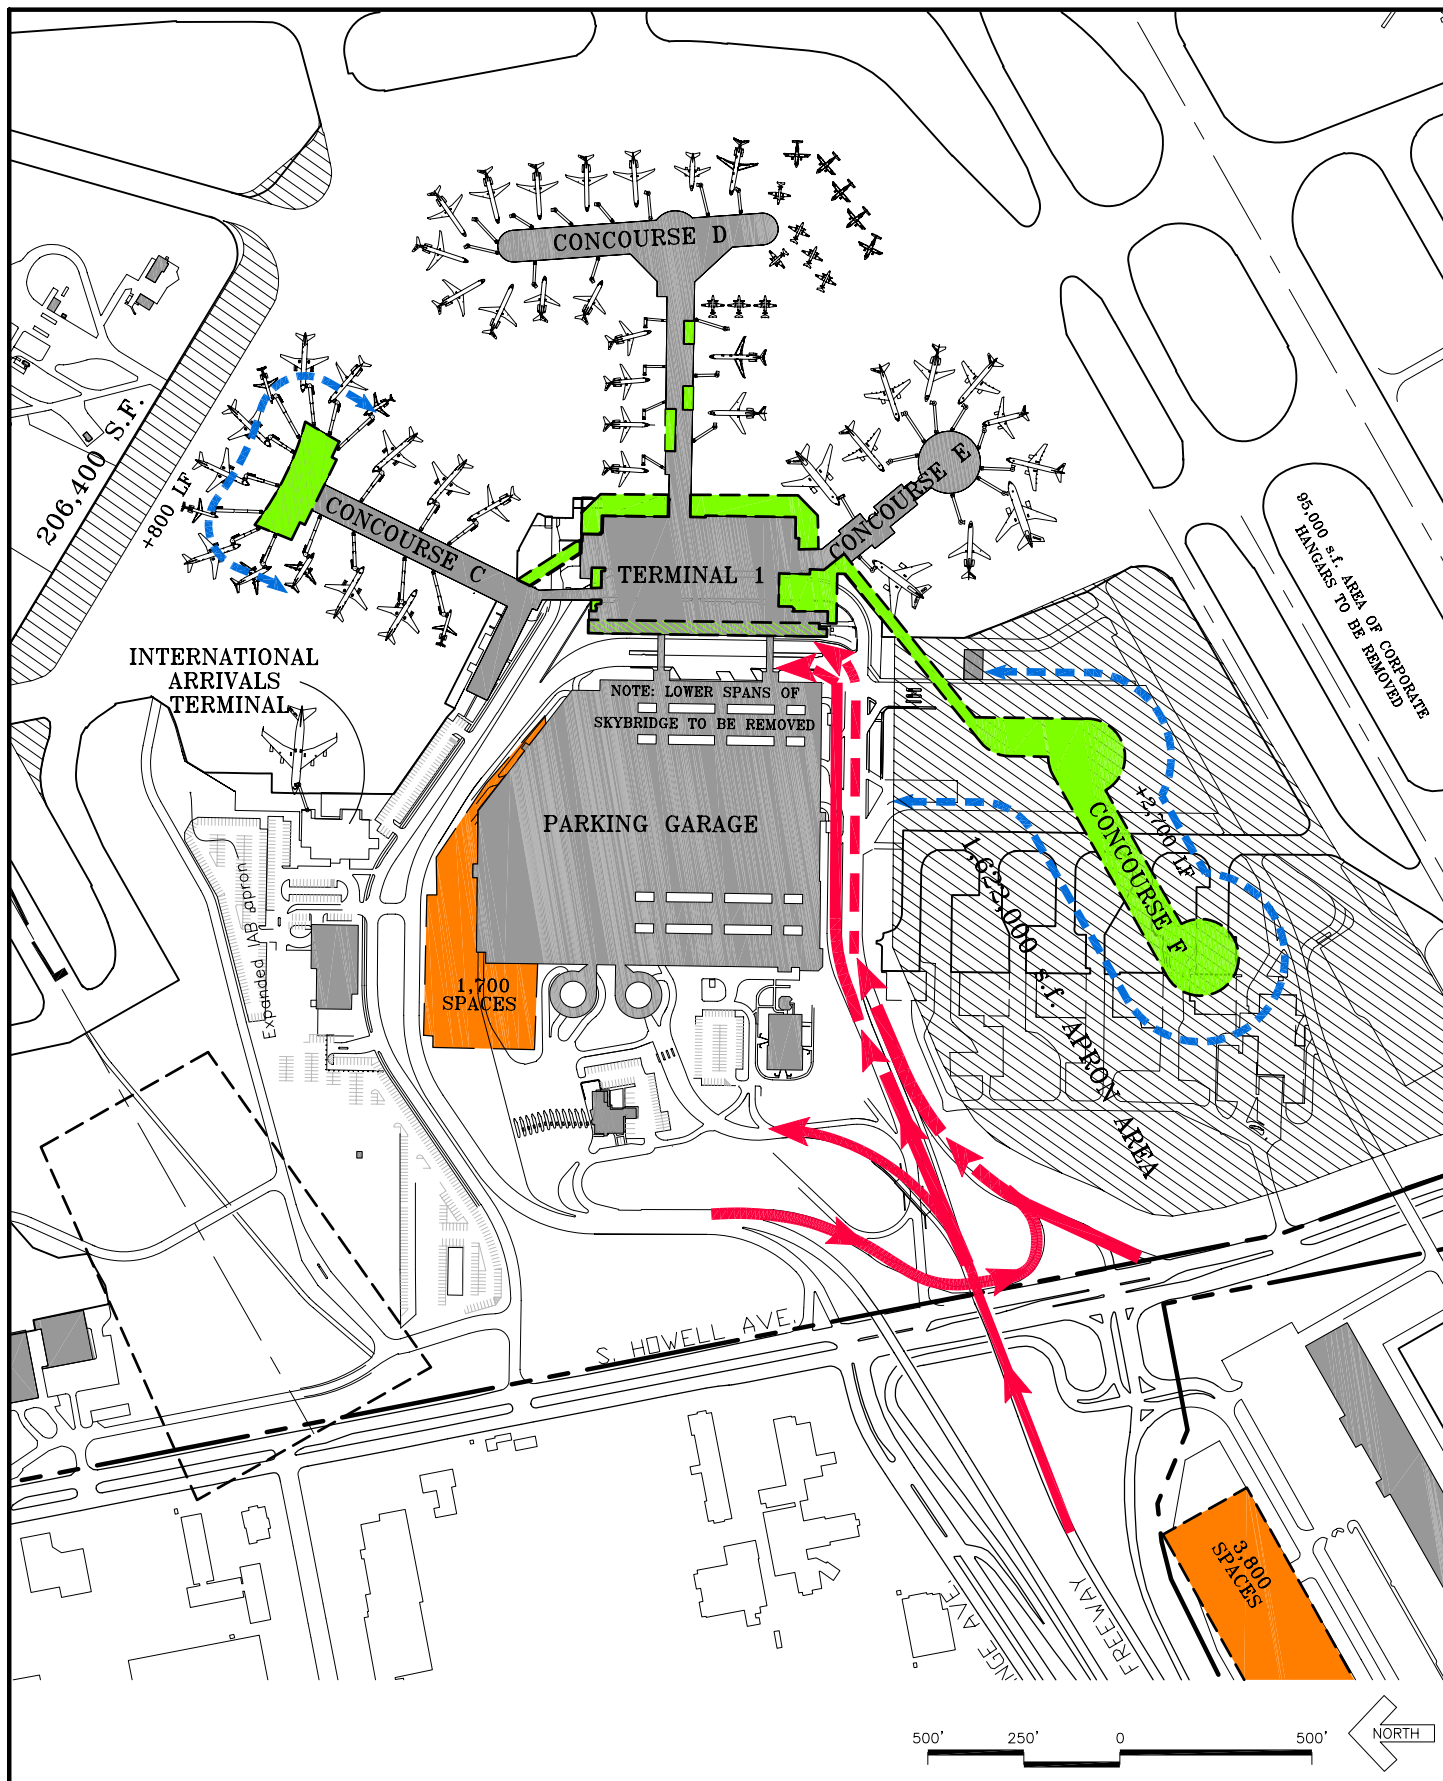 CONCOURSE D
206,400 S.F.
+800 LF
CONCOURSE C
CONCOURSE E
TERMINAL 1
95,000 s.f. AREA OF CORPORATE
HANGARS TO BE REMOVED
INTERNATIONAL
ARRIVALS
TERMINAL
NOTE: LOWER SPANS OF
SKYBRIDGE TO BE REMOVED
PARKING GARAGE
+2,700 LF
CONCOURSE F
1,622,000 s.f. APRON AREA
Expanded IAB apron
1,700
SPACES
S. HOWELL AVE.
3,800
SPACES
NGE AVE.
FREEWAY
500'
250'
0
500'
NORTH